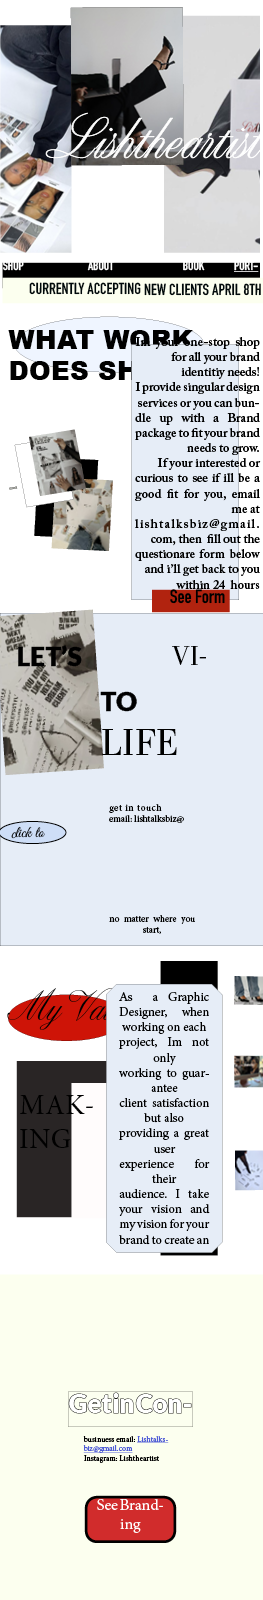 Lishtheartist
SHOP ABOUT BOOK PORT-
CURRENTLY ACCEPTING NEW CLIENTS APRIL 8TH
WHAT WORK
DOES SH
Im your one-stop shop
for all your brand
identitiy needs!
I provide singular design
services or you can bun-
dle up with a Brand
package to fit your brand
needs to grow.
If your interested or
curious to see if ill be a
good fit for you, email
me at
lishtalksbiz@gmail.
com, then fill out the
questionare form below
and i'll get back to you
within 24 hours
See Form
LET'S VI-
TO
LIFE
get in touch
email: lishtalksbiz@
click to
no matter where you
start,
My Va
MAK-
ING
As a Graphic
Designer, when
working on each
project, Im not
only
working to guar-
antee
client satisfaction
but also
providing a great
user
experience for
their
audience. I take
your vision and
my vision for your
brand to create an
GetinCon-
businuess email: Lishtalks-
biz@gmail.com
Instagram: Lishtheartist
See Brand-
ing